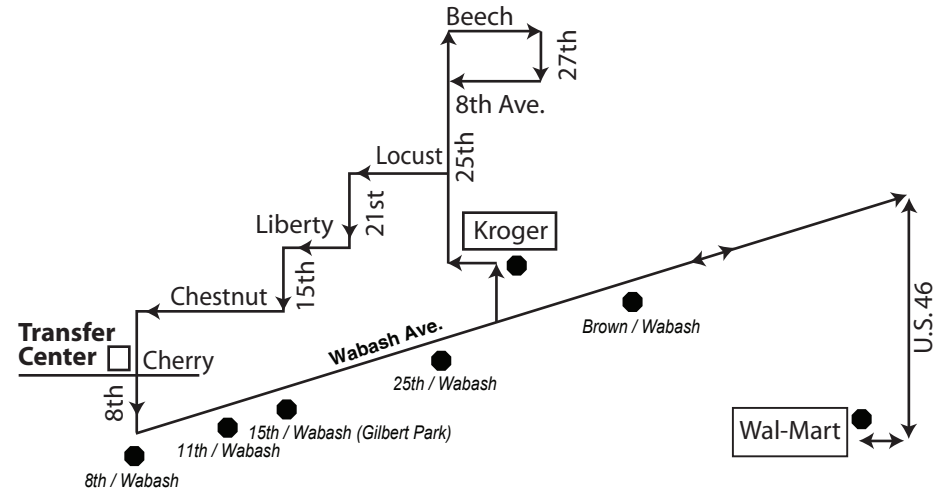 Beech
27th
8th Ave.
25th
Locust
21st
Liberty
Kroger
15th
Chestnut
U.S. 46
Brown / Wabash
Transfer
Center
Cherry
Wabash Ave.
25th / Wabash
8th
15th / Wabash (Gilbert Park)
11th / Wabash
Wal-Mart
8th / Wabash